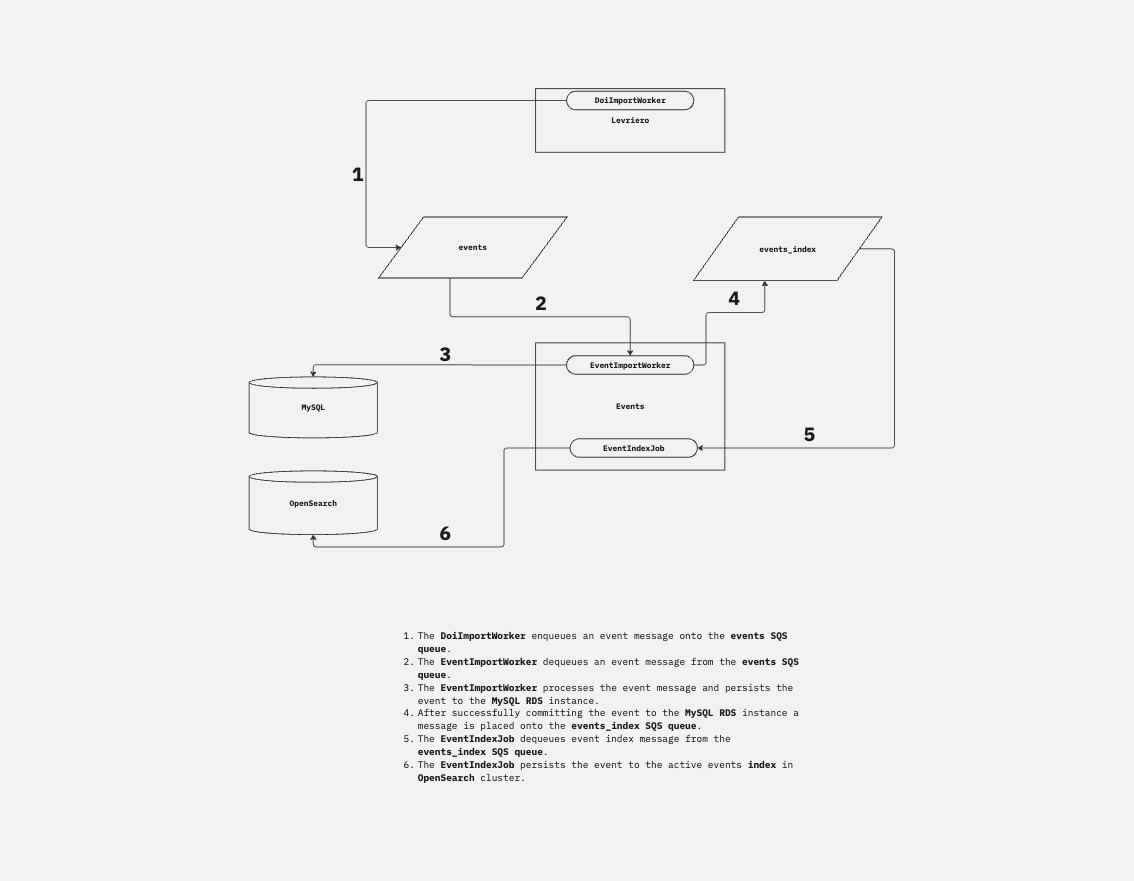 DoiImportWorker
Levriero
1
events
events_index
2
4
3
EventImportWorker
MySQL
Events
5
EventIndexJob
OpenSearch
6
1. The DoiImportWorker enqueues an event message onto the events SQS
queue.
2. The EventImportWorker dequeues an event message from the events SQS
queue.
3. The EventImportWorker processes the event message and persists the
event to the MySQL RDS instance.
4. After successfully committing the event to the MySQL RDS instance a
message is placed onto the events_index SQS queue.
5. The EventIndexJob dequeues event index message from the
events_index SQS queue.
6. The EventIndexJob persists the event to the active events index in
OpenSearch cluster.